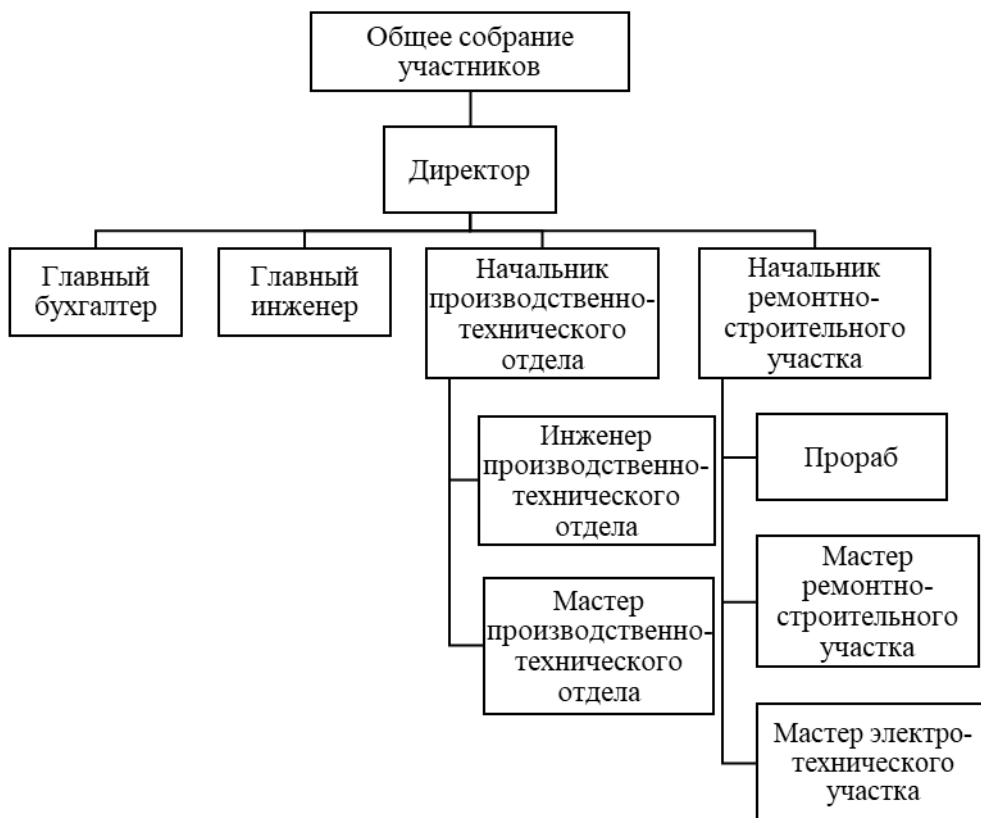 Общее собрание
участников
Директор
Главный
бухгалтер
Главный
инженер
Начальник
производственно-
технического
отдела
Начальник
ремонтно-
строительного
участка
Инженер
производственно-
технического
отдела
Мастер
производственно-
технического
отдела
Прораб
Мастер
ремонтно-
строительного
участка
Мастер электро-
технического
участка